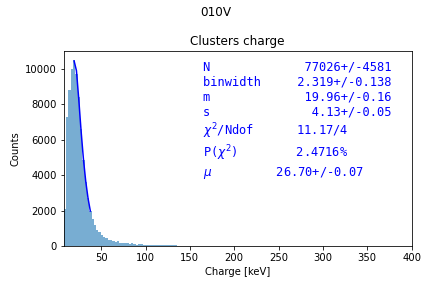 010V
Clusters charge
N 77026+/-4581
binwidth 2.319+/-0.138
m 19.96+/-0.16
s 4.13+/-0.05
χ²/Ndof 11.17/4
P(χ²) 2.4716%
μ 26.70+/-0.07
10000
8000
6000
4000
2000
0
Counts
50 100 150 200 250 300 350 400
Charge [keV]